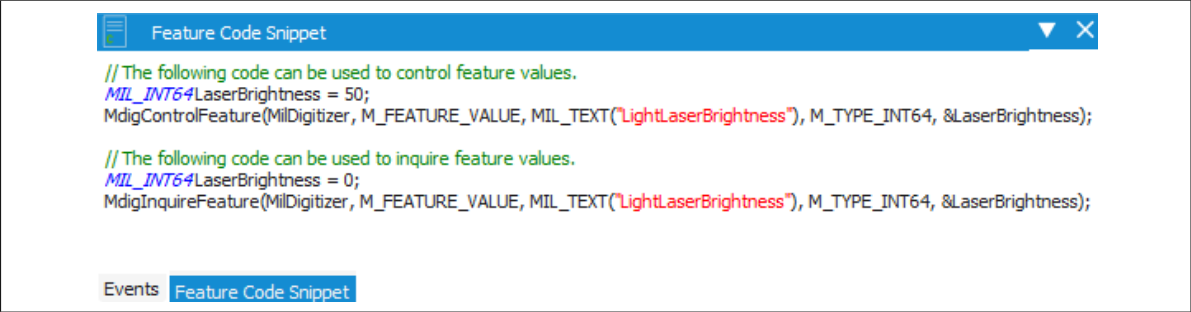 Feature Code Snippet
// The following code can be used to control feature values.
MIL_INT64LaserBrightness = 50;
MdigControlFeature(MilDigitizer, M_FEATURE_VALUE, MIL_TEXT("LightLaserBrightness"), M_TYPE_INT64, &LaserBrightness);
// The following code can be used to inquire feature values.
MIL_INT64LaserBrightness = 0;
MdigInquireFeature(MilDigitizer, M_FEATURE_VALUE, MIL_TEXT("LightLaserBrightness"), M_TYPE_INT64, &LaserBrightness);
Events Feature Code Snippet